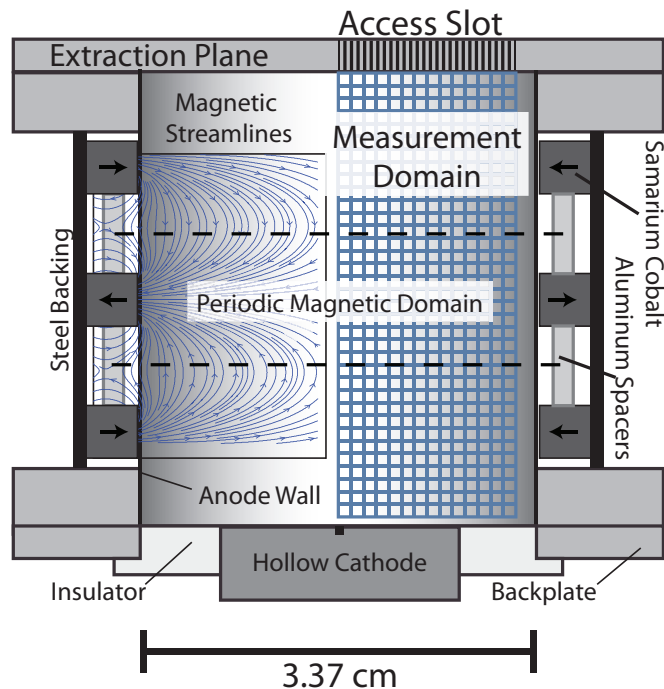 Access Slot
Extraction Plane
Magnetic
Streamlines
Measurement
Domain
Samarium Cobalt
Aluminum Spacers
Steel Backing
Periodic Magnetic Domain
Anode Wall
Hollow Cathode
Insulator
Backplate
3.37 cm